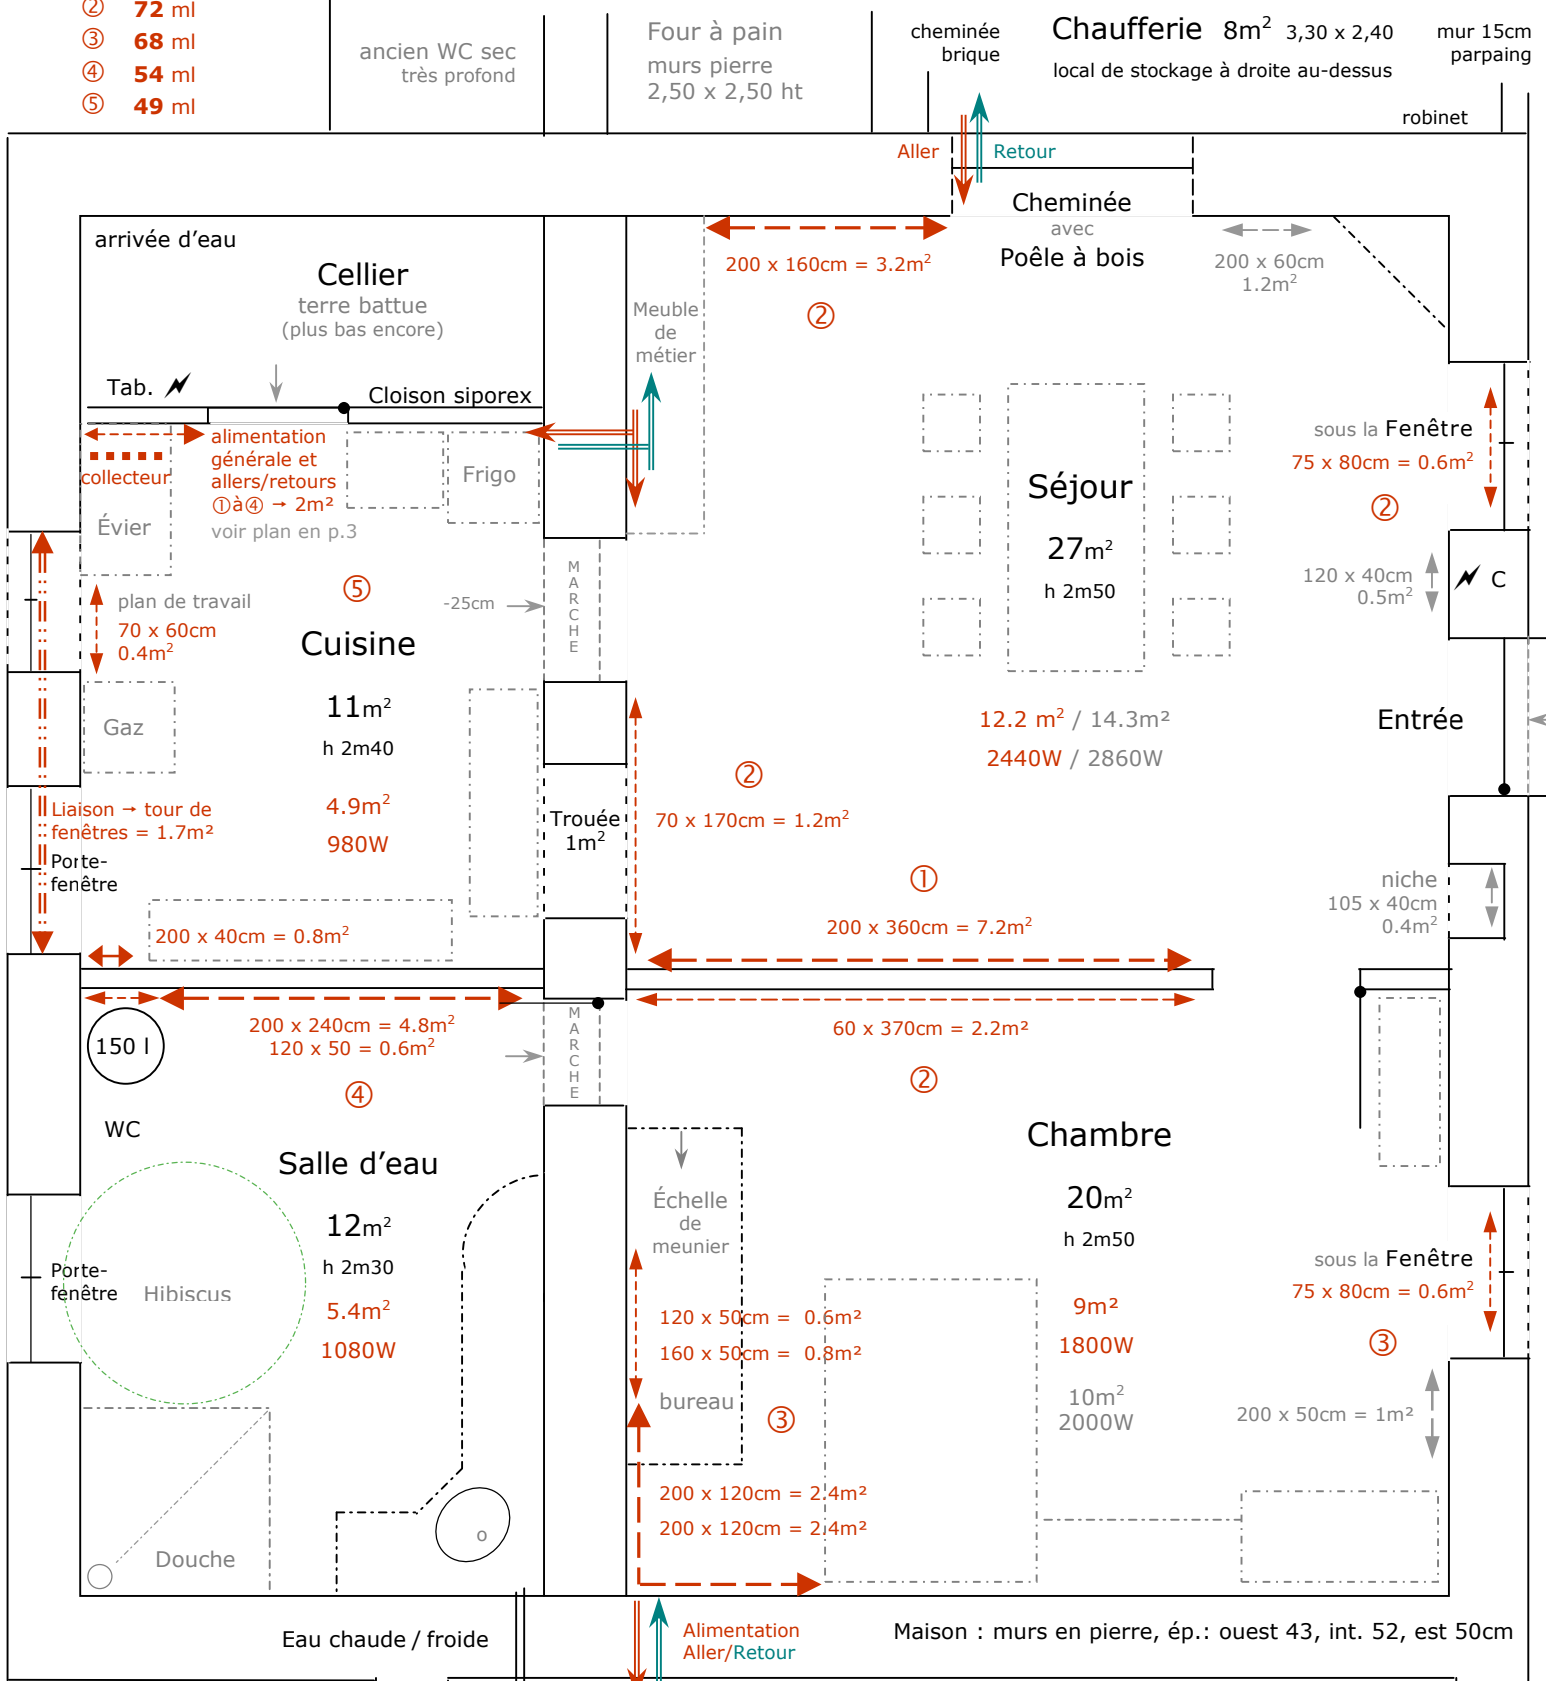 ② 72 ml
③ 68 ml
④ 54 ml
⑤ 49 ml
ancien WC sec
très profond
Four à pain
murs pierre
2,50 x 2,50 ht
cheminée
brique
Chaufferie 8m² 3,30 x 2,40
local de stockage à droite au-dessus
mur 15cm
parpaing
robinet
Aller
Retour
arrivée d'eau
Cellier
terre battue
(plus bas encore)
Tab.
Cloison siporex
Cheminée
avec
Poêle à bois
200 x 160cm = 3.2m²
②
200 x 60cm
1.2m²
Meuble
de
métier
alimentation
générale et
allers/retours
①à④ → 2m²
voir plan en p.3
collecteur
Évier
Frigo
sous la Fenêtre
75 x 80cm = 0.6m²
②
Séjour
27m²
h 2m50
120 x 40cm
0.5m²
C
plan de travail
70 x 60cm
0.4m²
⑤
-25cm
MARCHE
Cuisine
11m²
h 2m40
Gaz
4.9m²
980W
Liaison → tour de
fenêtres = 1.7m²
Porte-
fenêtre
Trouée
1m²
12.2 m² / 14.3m²
2440W / 2860W
Entrée
②
70 x 170cm = 1.2m²
①
200 x 360cm = 7.2m²
niche
105 x 40cm
0.4m²
200 x 40cm = 0.8m²
200 x 240cm = 4.8m²
120 x 50 = 0.6m²
④
150 l
WC
MARCHE
60 x 370cm = 2.2m²
②
Salle d'eau
12m²
h 2m30
5.4m²
1080W
Porte-
fenêtre
Hibiscus
Douche
o
Échelle
de
meunier
120 x 50cm = 0.6m²
160 x 50cm = 0.8m²
bureau
③
200 x 120cm = 2.4m²
200 x 120cm = 2.4m²
Chambre
20m²
h 2m50
9m²
1800W
10m²
2000W
sous la Fenêtre
75 x 80cm = 0.6m²
③
200 x 50cm = 1m²
Eau chaude / froide
Alimentation
Aller/Retour
Maison : murs en pierre, ép.: ouest 43, int. 52, est 50cm